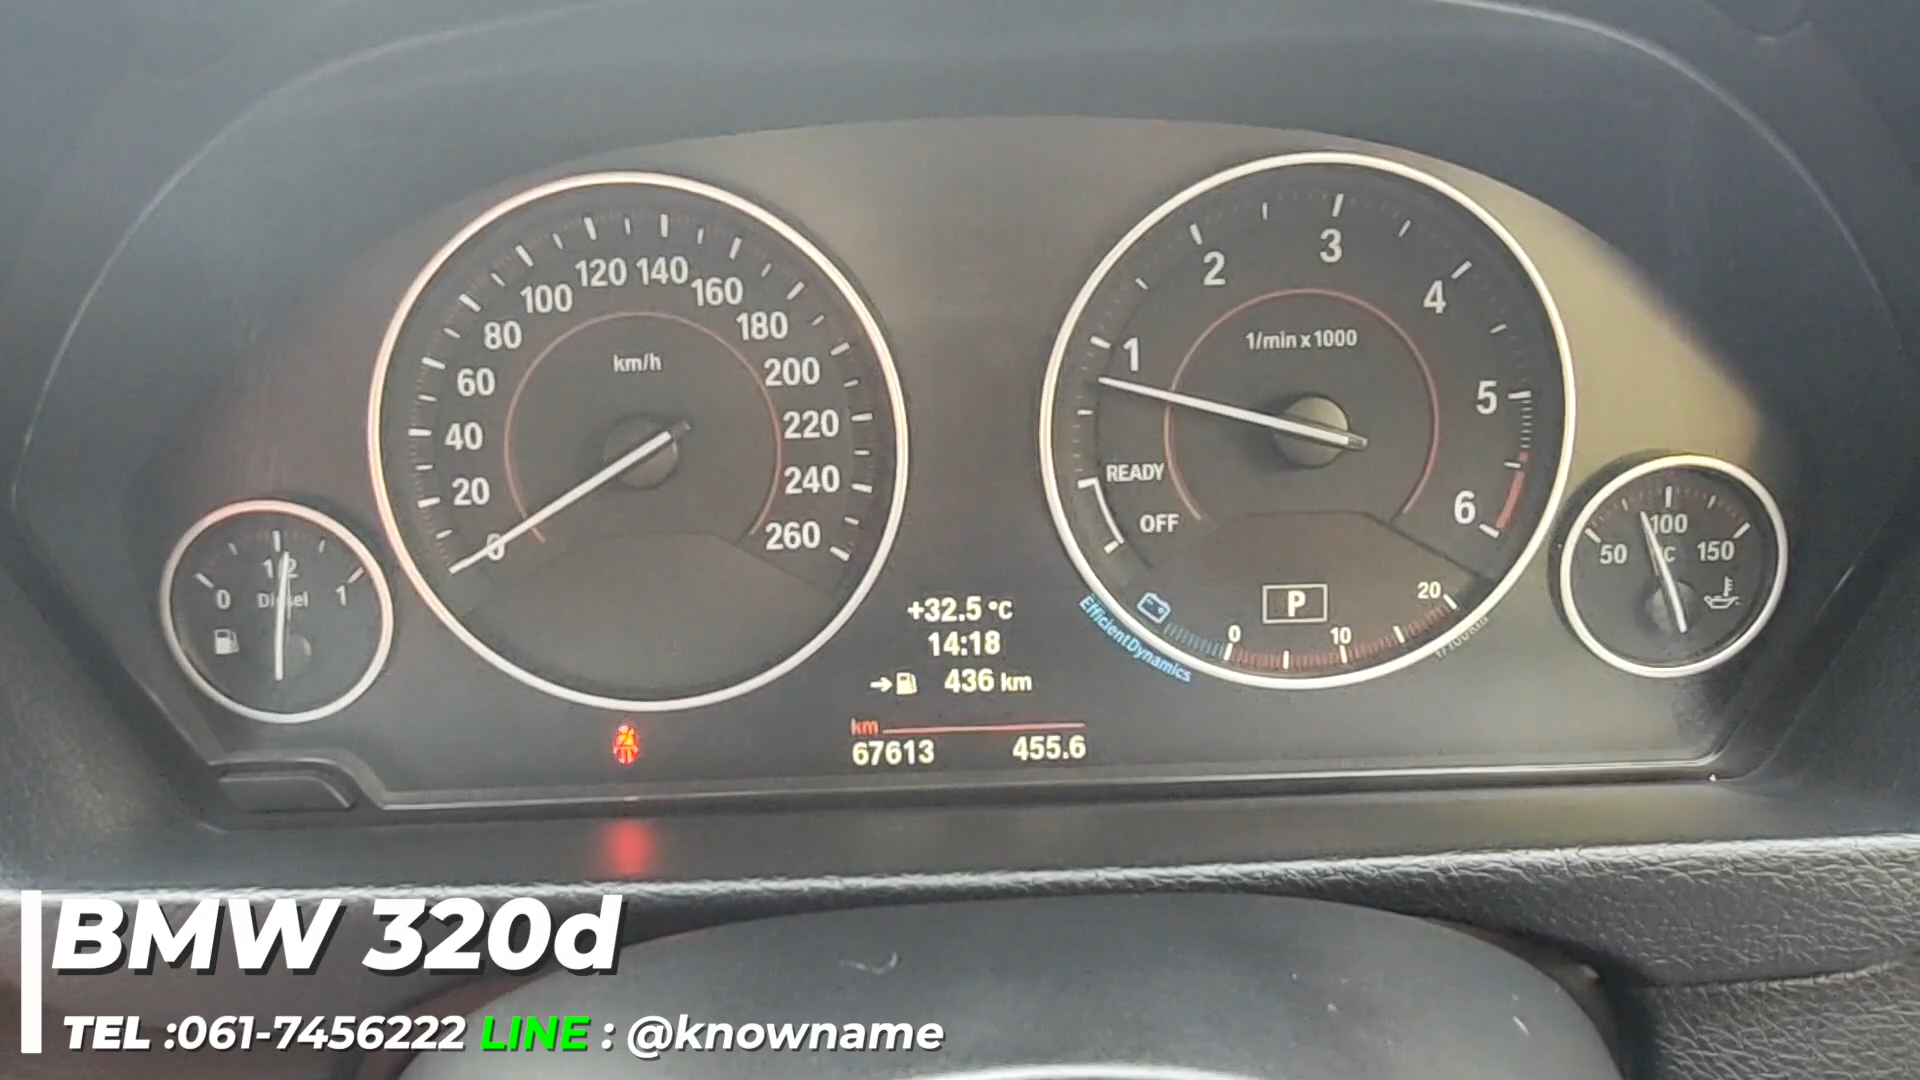 0
20
40
60
80
100
120
140
160
180
200
220
240
260
km/h
0
1/2
1
Diesel
1
2
3
4
5
6
1/min x 1000
READY
OFF
P
0
10
20
EfficientDynamics
50
100
150
°C
+32.5 °C
14:18
436 km
km
67613 455.6
BMW 320d
TEL :061-7456222 LINE : @knowname